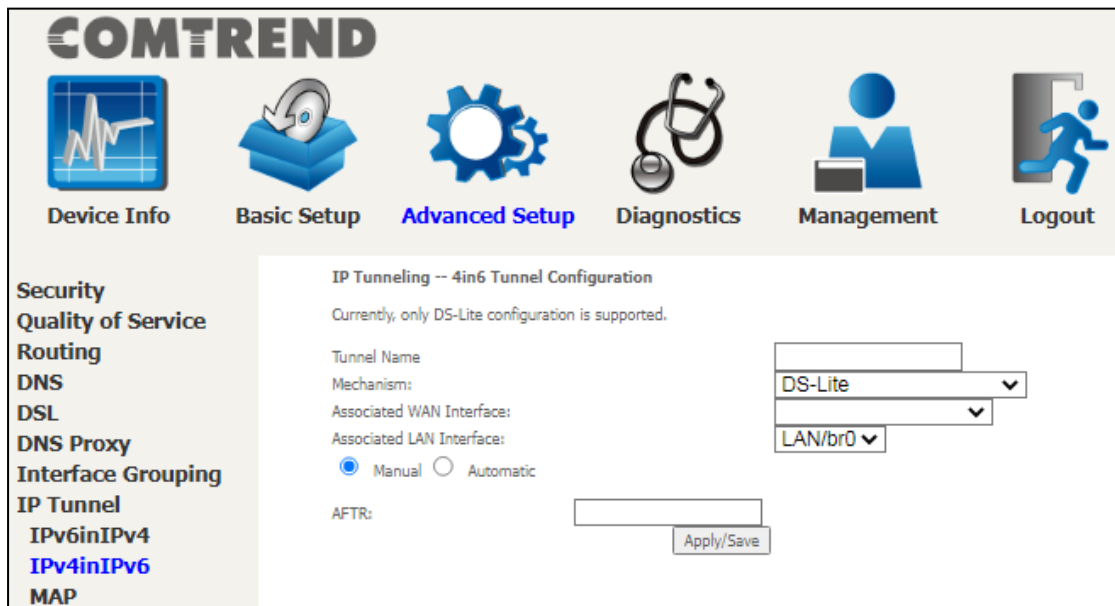 COMTREND
Device Info
Basic Setup
Advanced Setup
Diagnostics
Management
Logout
Security
Quality of Service
Routing
DNS
DSL
DNS Proxy
Interface Grouping
IP Tunnel
IPv6inIPv4
IPv4inIPv6
MAP
IP Tunneling -- 4in6 Tunnel Configuration
Currently, only DS-Lite configuration is supported.
Tunnel Name
Mechanism: DS-Lite
Associated WAN Interface:
Associated LAN Interface: LAN/br0
Manual Automatic
AFTR:
Apply/Save